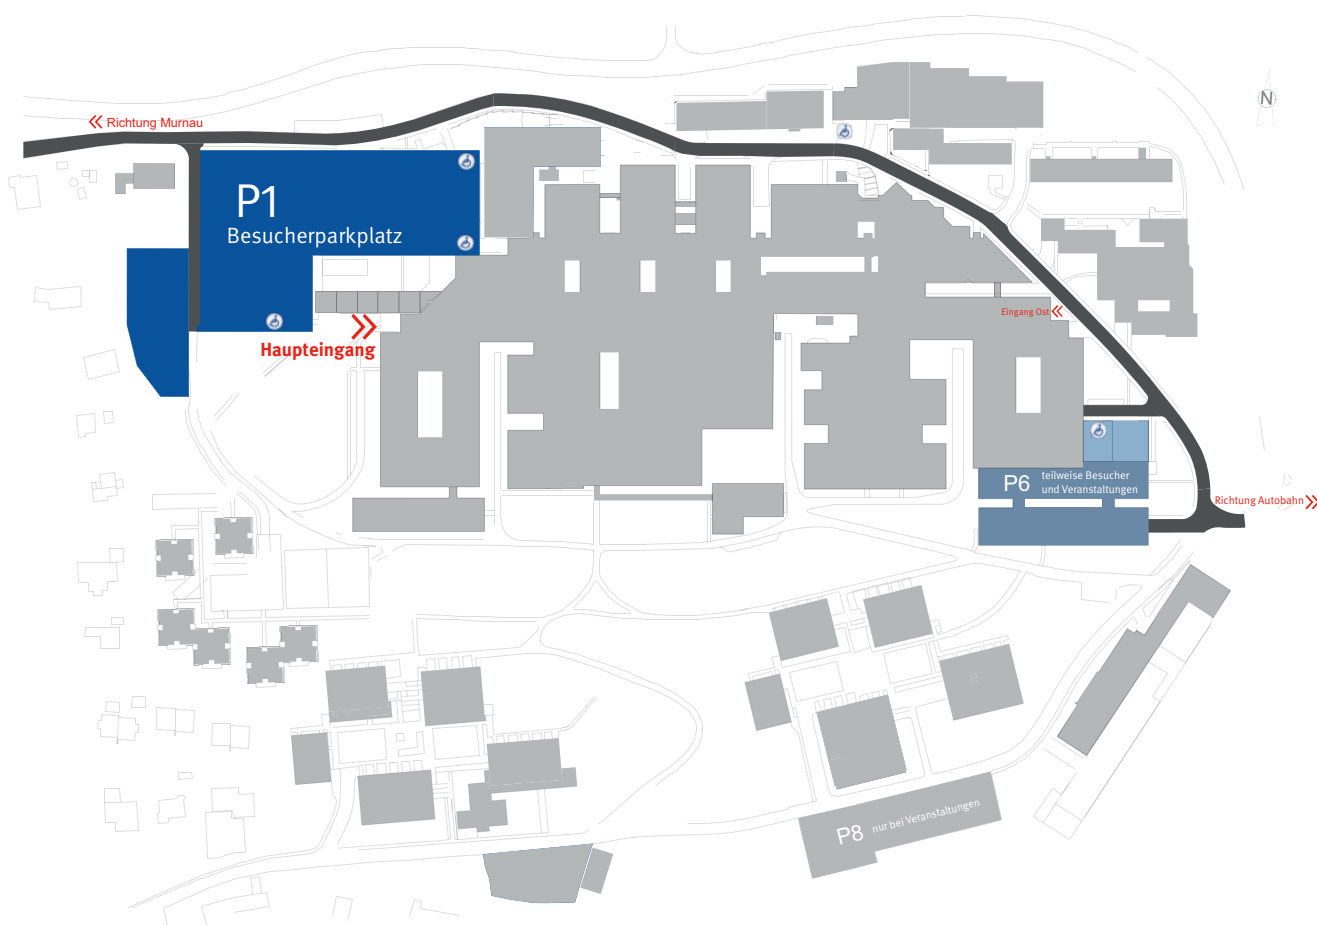 N
Richtung Murnau
P1
Besucherparkplatz
Eingang Ost
Haupteingang
P6 teilweise Besucher
und Veranstaltungen
Richtung Autobahn
P8 nur bei Veranstaltungen